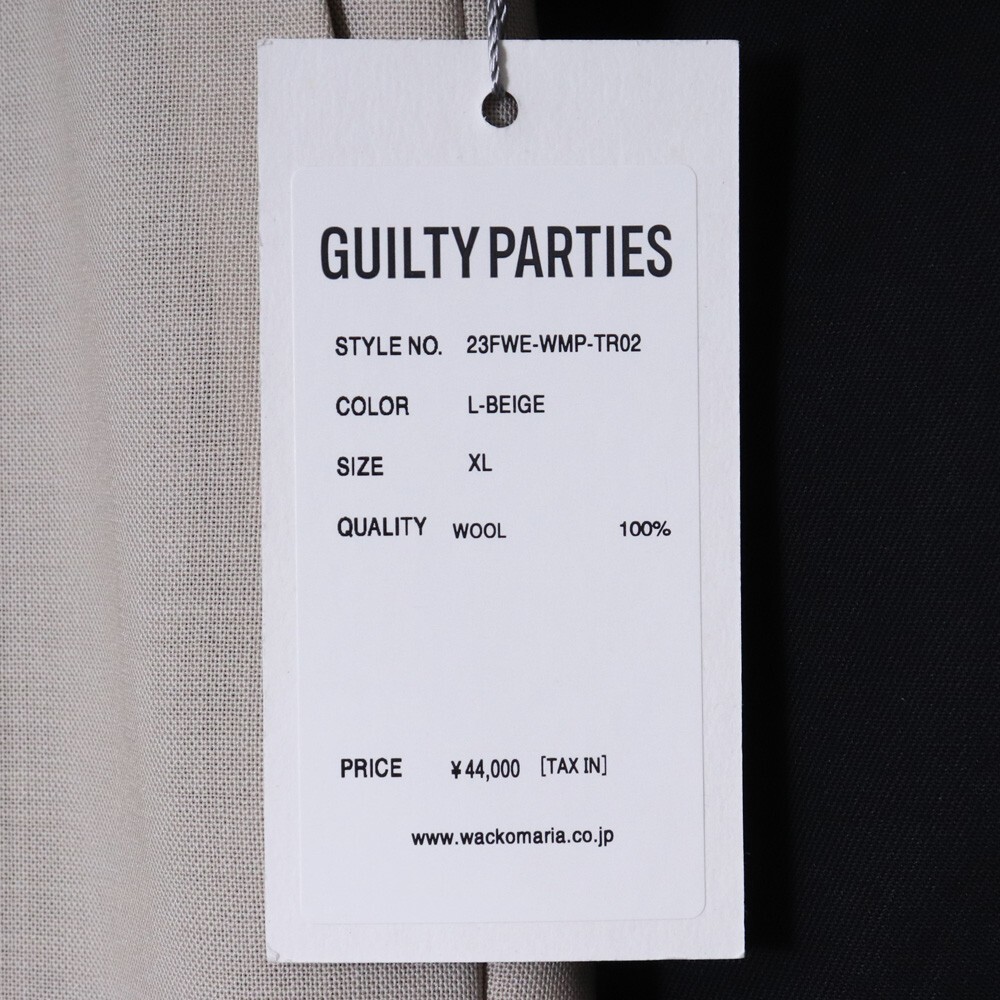 GUILTY PARTIES
STYLE NO. 23FWE-WMP-TR02
COLOR L-BEIGE
SIZE XL
QUALITY WOOL 100%
PRICE ¥44,000 [TAX IN]
www.wackomaria.co.jp